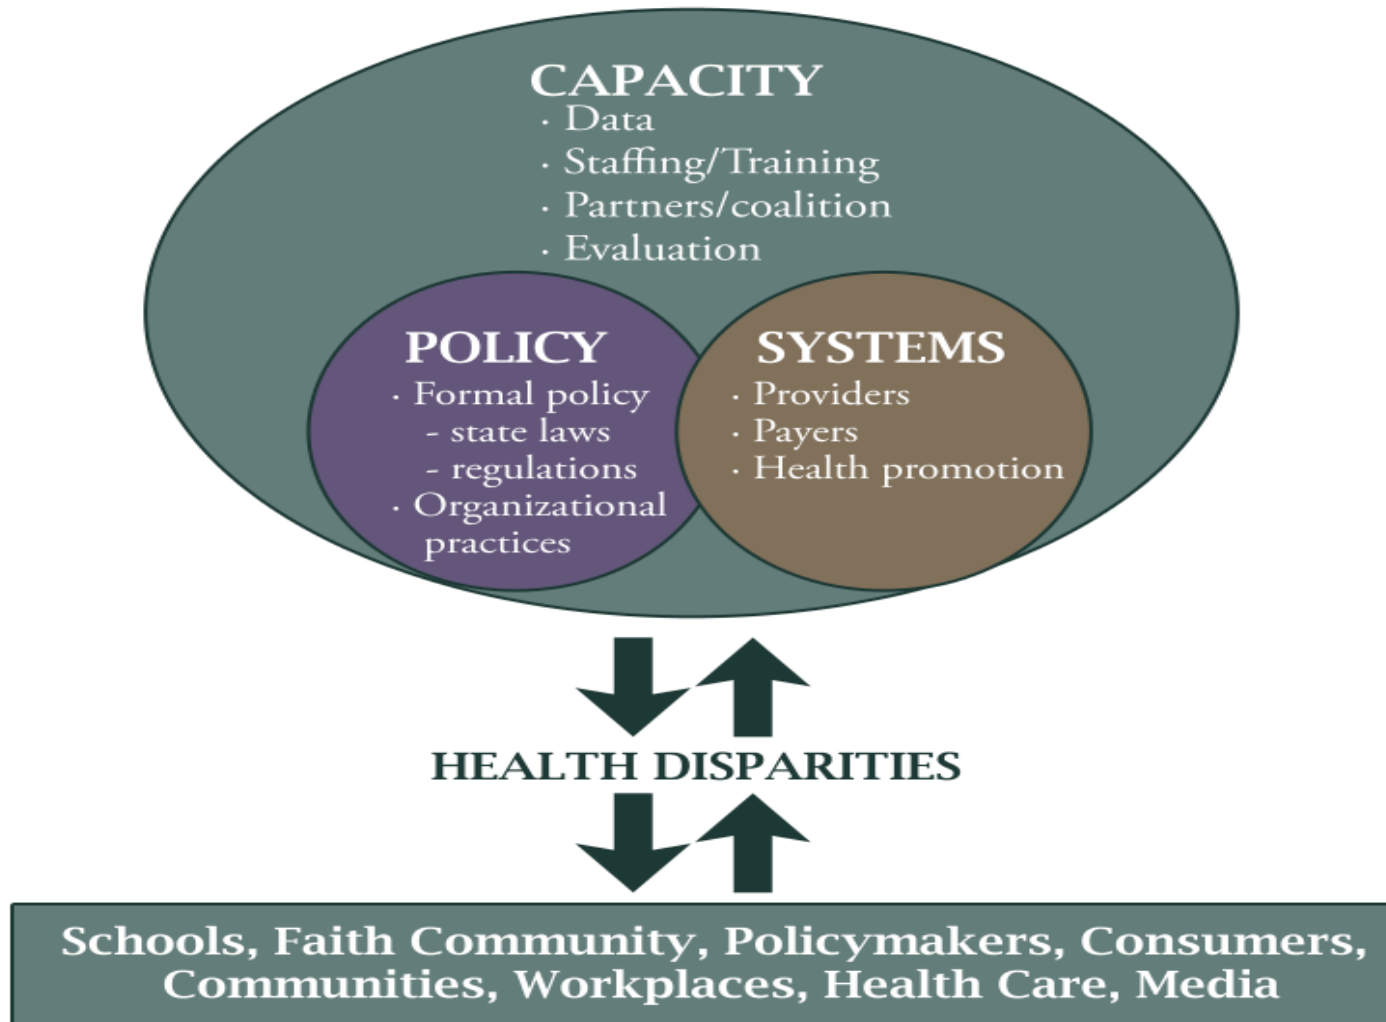 CAPACITY
· Data
· Staffing/Training
· Partners/coalition
· Evaluation
POLICY
· Formal policy
- state laws
- regulations
· Organizational
practices
SYSTEMS
· Providers
· Payers
· Health promotion
HEALTH DISPARITIES
Schools, Faith Community, Policymakers, Consumers,
Communities, Workplaces, Health Care, Media